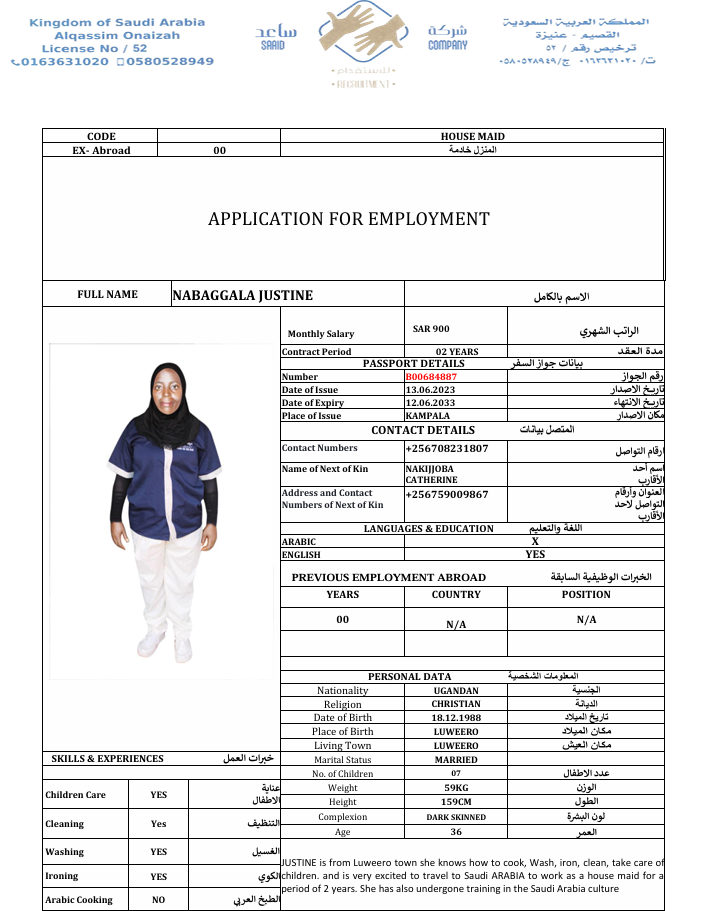 Kingdom of Saudi Arabia
Alqassim Onaizah
License No / 52
0163631020 0580528949
ساعد
SAAID
شركة
COMPANY
للاستقدام
RECRUITMENT
المملكة العربية السعودية
القصيم - عنيزة
ترخيص رقم / ٥٢
ت/ ٠١٦٣٦٣١٠٢٠ ج/ ٠٥٨٠٥٢٨٩٤٩
CODE HOUSE MAID
EX- Abroad 00 المنزل خادمة
APPLICATION FOR EMPLOYMENT
FULL NAME NABAGGALA JUSTINE الاسم بالكامل
Monthly Salary SAR 900 الراتب الشهري
Contract Period 02 YEARS مدة العقد
PASSPORT DETAILS بيانات جواز السفر
Number B00684887 رقم الجواز
Date of Issue 13.06.2023 تاريخ الاصدار
Date of Expiry 12.06.2033 تاريخ الانتهاء
Place of Issue KAMPALA مكان الاصدار
CONTACT DETAILS المتصل بيانات
Contact Numbers +256708231807 ارقام التواصل
Name of Next of Kin NAKIJJOBA CATHERINE اسم أحد الأقارب
Address and Contact Numbers of Next of Kin +256759009867 العنوان وأرقام التواصل لاحد الأقارب
LANGUAGES & EDUCATION اللغة والتعليم
ARABIC X
ENGLISH YES
PREVIOUS EMPLOYMENT ABROAD الخبرات الوظيفية السابقة
YEARS COUNTRY POSITION
00 N/A N/A
PERSONAL DATA المعلومات الشخصية
Nationality UGANDAN الجنسية
Religion CHRISTIAN الديانة
Date of Birth 18.12.1988 تاريخ الميلاد
Place of Birth LUWEERO مكان الميلاد
Living Town LUWEERO مكان العيش
Marital Status MARRIED
No. of Children 07 عدد الاطفال
Weight 59KG الوزن
Height 159CM الطول
Complexion DARK SKINNED لون البشرة
Age 36 العمر
SKILLS & EXPERIENCES خبرات العمل
Children Care YES عناية الاطفال
Cleaning Yes التنظيف
Washing YES الغسيل
Ironing YES الكوي
Arabic Cooking NO الطبخ العربي
JUSTINE is from Luweero town she knows how to cook, Wash, iron, clean, take care of
children. and is very excited to travel to Saudi ARABIA to work as a house maid for a
period of 2 years. She has also undergone training in the Saudi Arabia culture